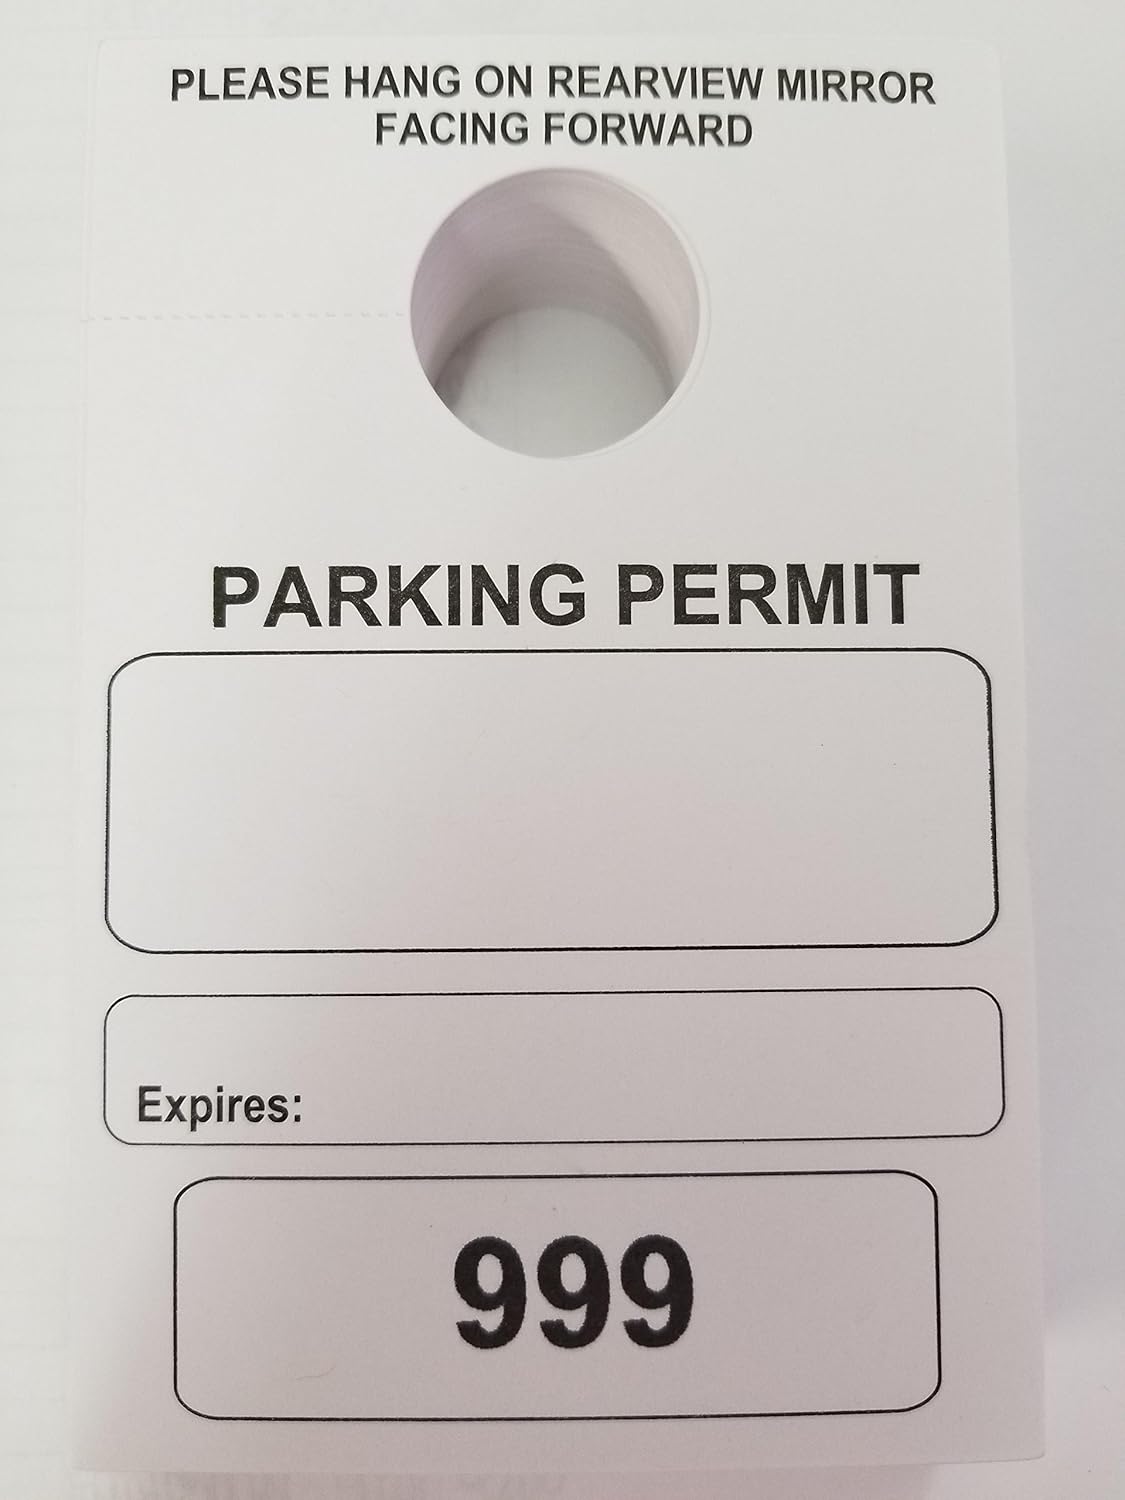 PLEASE HANG ON REARVIEW MIRROR
FACING FORWARD
PARKING PERMIT
Expires:
999